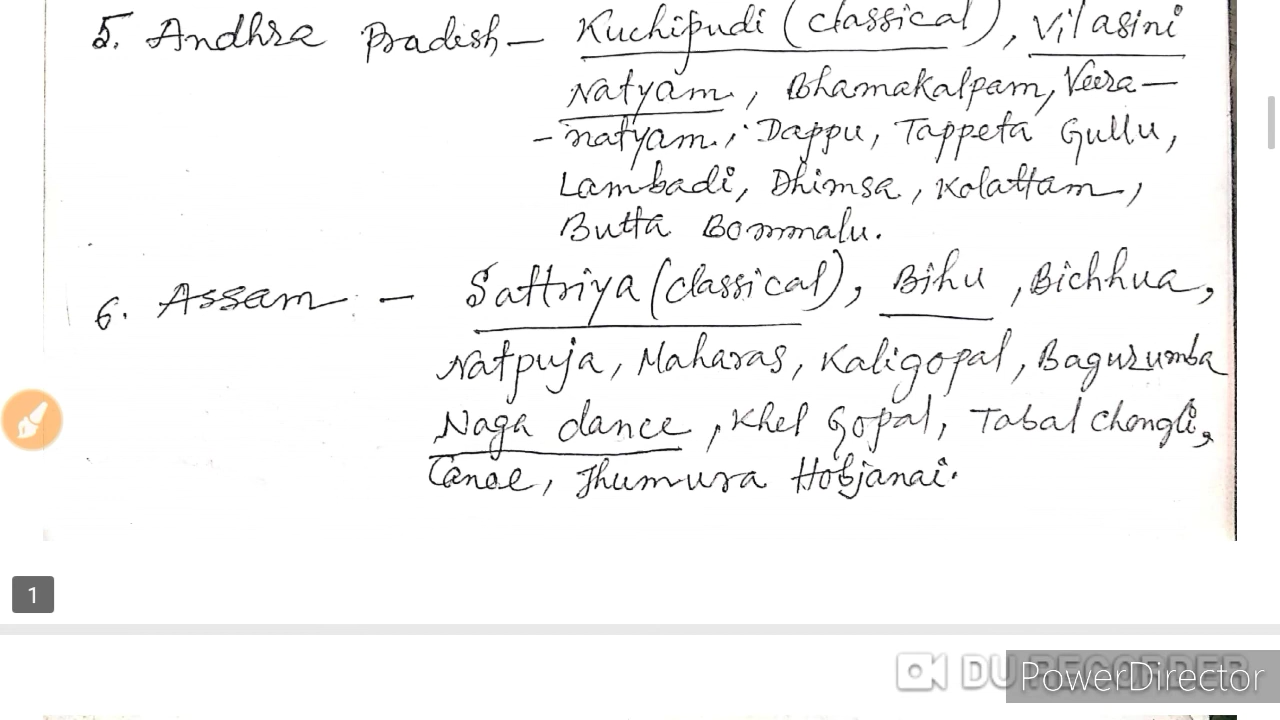 5. Andhra Pradesh – Kuchipudi (classical), Vilasini
Natyam, Bhamakalpam, Veera-
-natyam, Dappu, Tappeta Gullu,
Lambadi, Dhimsa, Kolattam,
Butta Bommalu.
6. Assam – Sattriya (classical), Bihu, Bichhua,
Natpuja, Maharas, Kaligopal, Bagurumba
Naga dance, Khel Gopal, Tabal Chongli,
Canoe, Jhumura Hobjanai.
1
DU RECORDER
PowerDirector